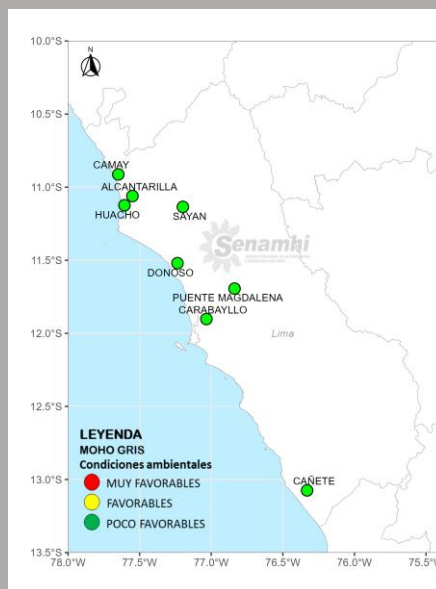 10.0°S
N
10.5°S
CAMAY
11.0°S
ALCANTARILLA
HUACHO
SAYAN
Senamhi
11.5°S
DONOSO
PUENTE MAGDALENA
CARABAYLLO
12.0°S
Lima
12.5°S
LEYENDA
MOHO GRIS
Condiciones ambientales
MUY FAVORABLES
FAVORABLES
POCO FAVORABLES
13.0°S
CAÑETE
13.5°S
78.0°W 77.5°W 77.0°W 76.5°W 76.0°W 75.5°